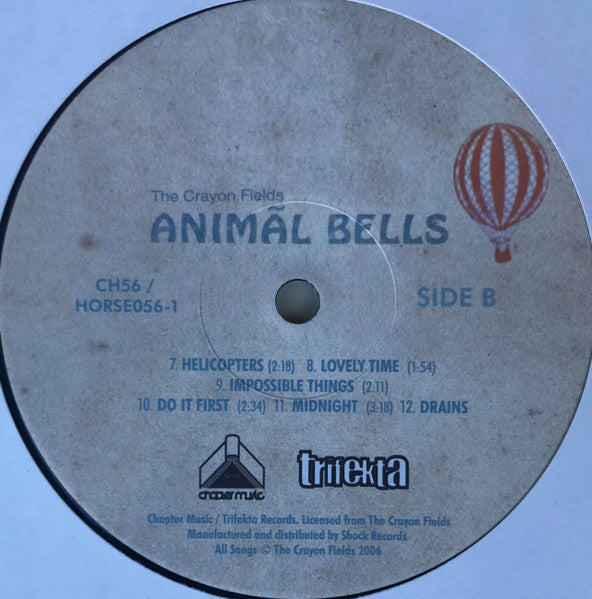 The Crayon Fields
ANIMÃL BELLS
CH56 /
HORSE056-1
SIDE B
7. HELICOPTERS (2.18) 8. LOVELY TIME (1.54)
9. IMPOSSIBLE THINGS (2.11)
10. DO IT FIRST (2.34) 11. MIDNIGHT (3.18) 12. DRAINS
chapter music
trifekta
Chapter Music / Trifekta Records. Licensed from The Crayon Fields
Manufactured and distributed by Shock Records
All Songs © The Crayon Fields 2006